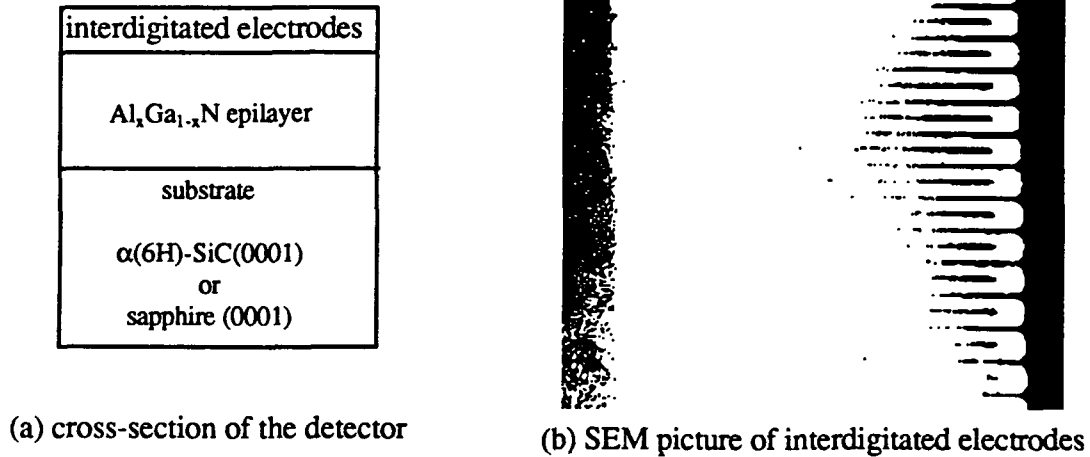 interdigitated electrodes
AlₓGa₁₋ₓN epilayer
substrate
α(6H)-SiC(0001)
or
sapphire (0001)
(a) cross-section of the detector
(b) SEM picture of interdigitated electrodes